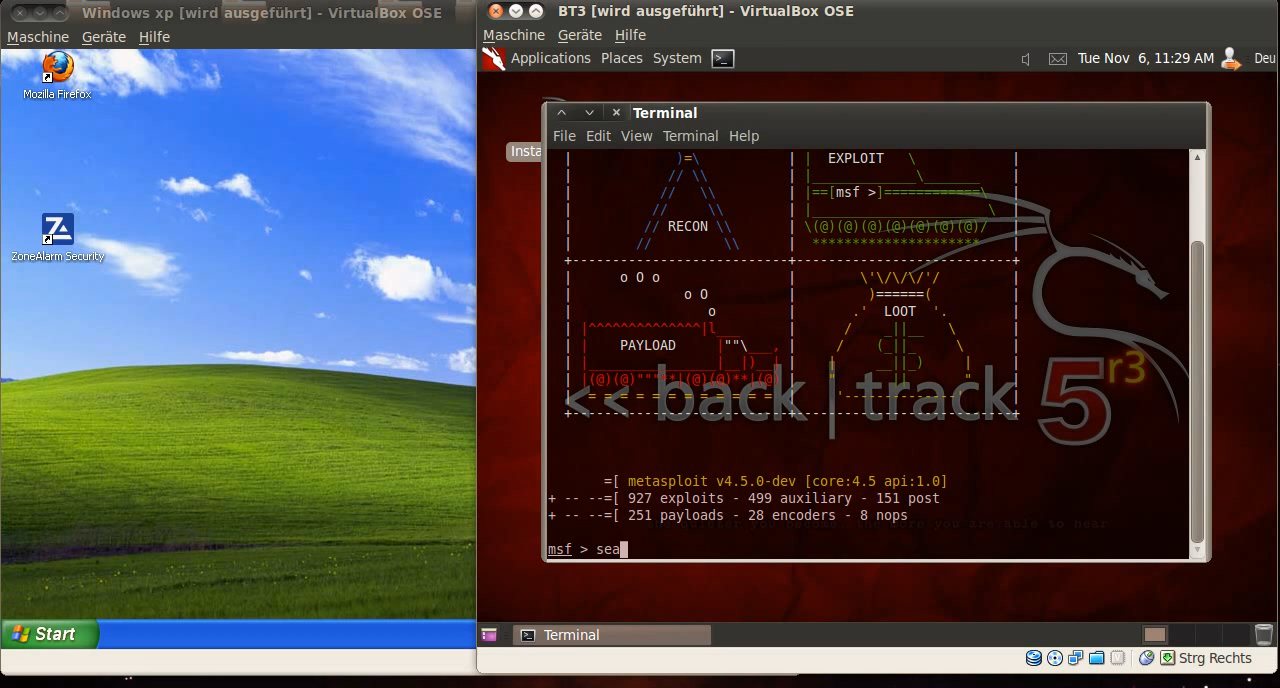 Windows xp [wird ausgeführt] - VirtualBox OSE
Maschine Geräte Hilfe
Mozilla Firefox
ZoneAlarm Security
Start
BT3 [wird ausgeführt] - VirtualBox OSE
Maschine Geräte Hilfe
Applications Places System
Tue Nov 6, 11:29 AM
Deu
Insta
Terminal
File Edit View Terminal Help
EXPLOIT
|==[msf >]============\
RECON
\(@)(@)(@)(@)(@)(@)(@)/
********************
o O o
o O
o
PAYLOAD
LOOT
<< back | track 5 r3
=[ metasploit v4.5.0-dev [core:4.5 api:1.0]
+ -- --=[ 927 exploits - 499 auxiliary - 151 post
+ -- --=[ 251 payloads - 28 encoders - 8 nops
msf > sea
Terminal
Strg Rechts